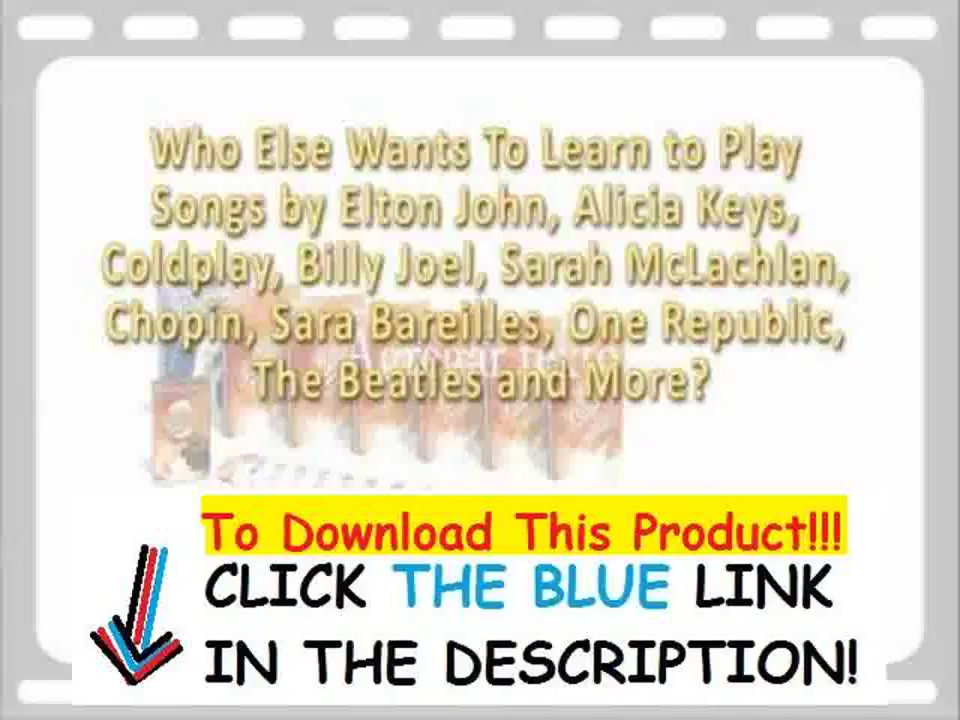 Who Else Wants To Learn to Play
Songs by Elton John, Alicia Keys,
Coldplay, Billy Joel, Sarah McLachlan,
Chopin, Sara Bareilles, One Republic,
The Beatles and More?
To Download This Product!!!
CLICK THE BLUE LINK
IN THE DESCRIPTION!